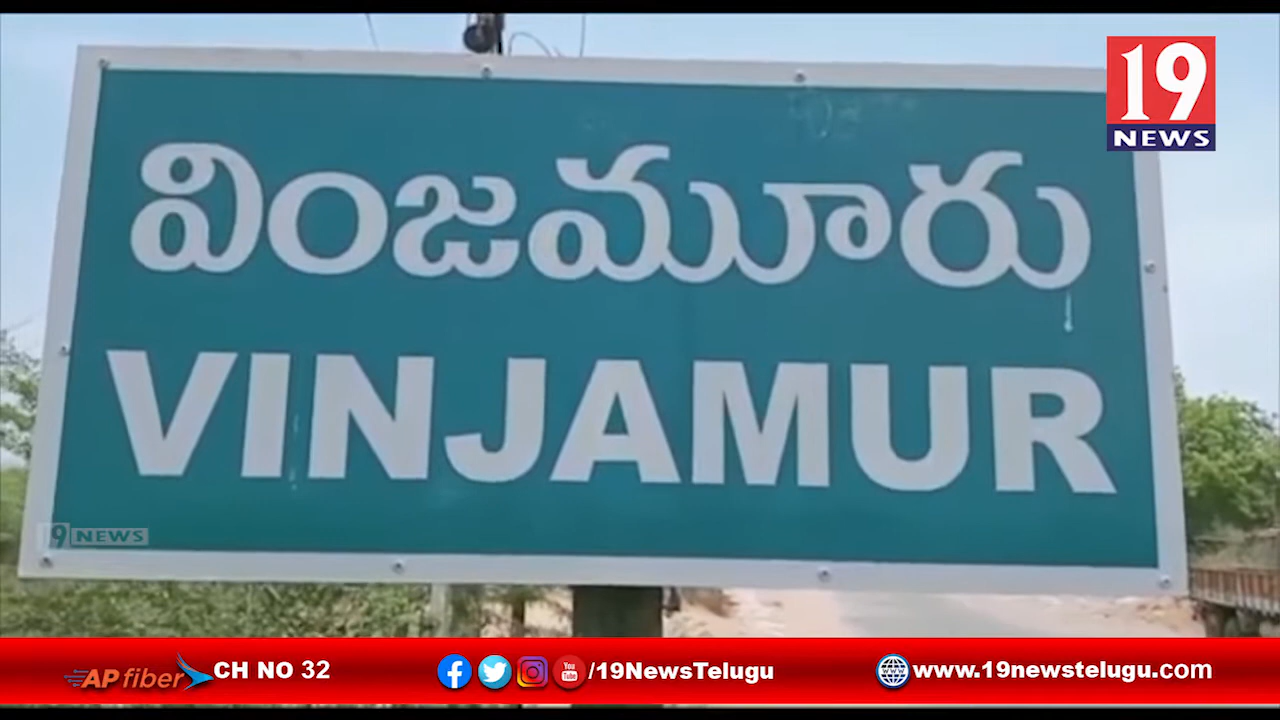 19
NEWS
వింజమూరు
VINJAMUR
19 NEWS
AP fiber CH NO 32
/19NewsTelugu
www.19newstelugu.com